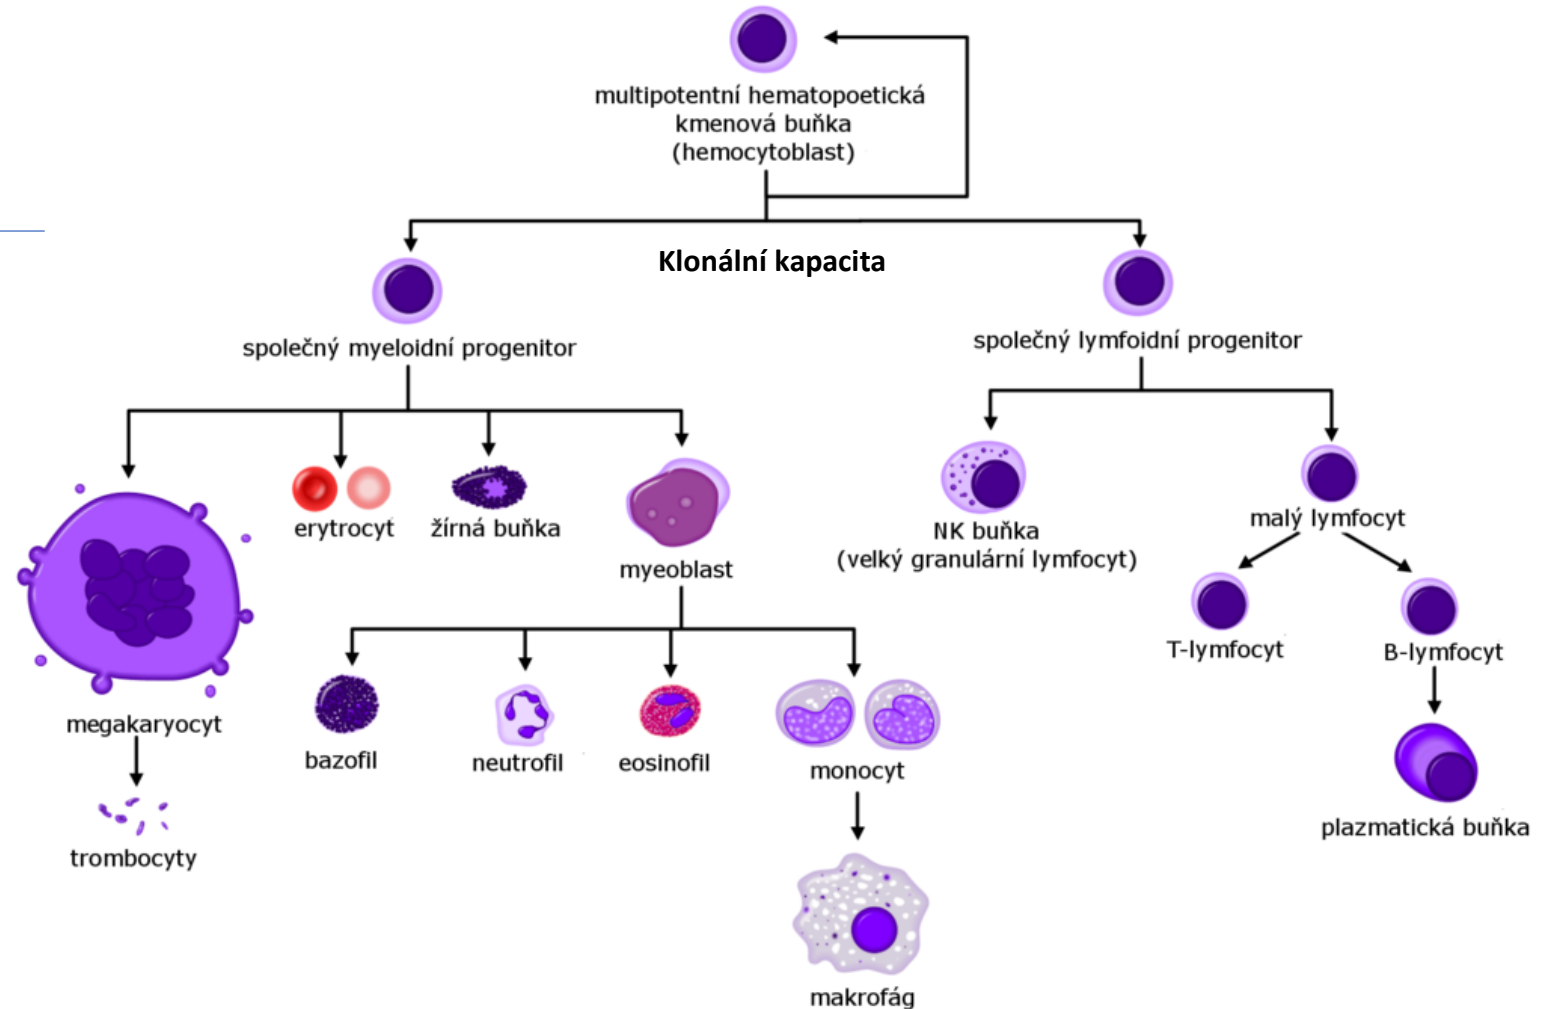 multipotentní hematopoetická
kmenová buňka
(hemocytoblast)
Klonální kapacita
společný myeloidní progenitor
společný lymfoidní progenitor
erytrocyt
žírná buňka
myeoblast
NK buňka
(velký granulární lymfocyt)
malý lymfocyt
T-lymfocyt
B-lymfocyt
megakaryocyt
bazofil
neutrofil
eosinofil
monocyt
plazmatická buňka
trombocyty
makrofág